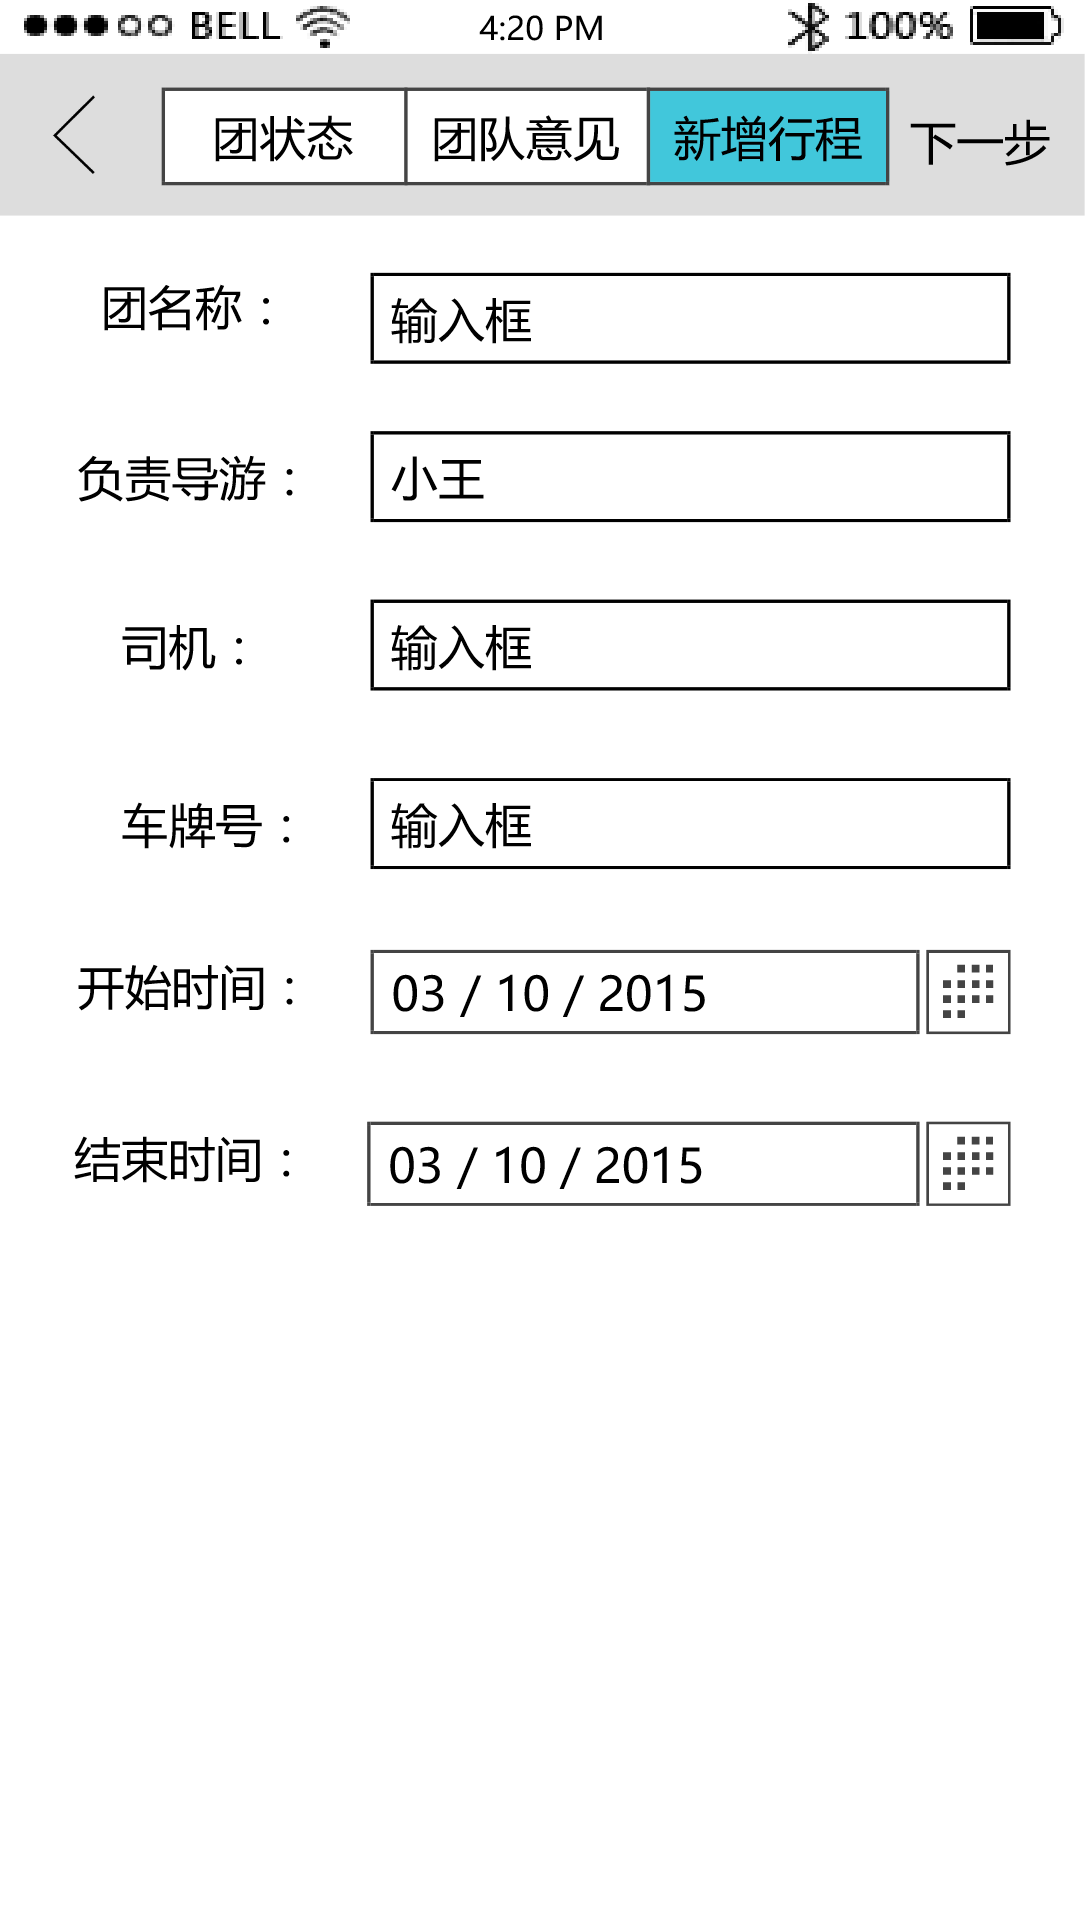 BELL 4:20 PM 100%
团状态 团队意见 新增行程 下一步
团名称： 输入框
负责导游： 小王
司机： 输入框
车牌号： 输入框
开始时间： 03 / 10 / 2015
结束时间： 03 / 10 / 2015